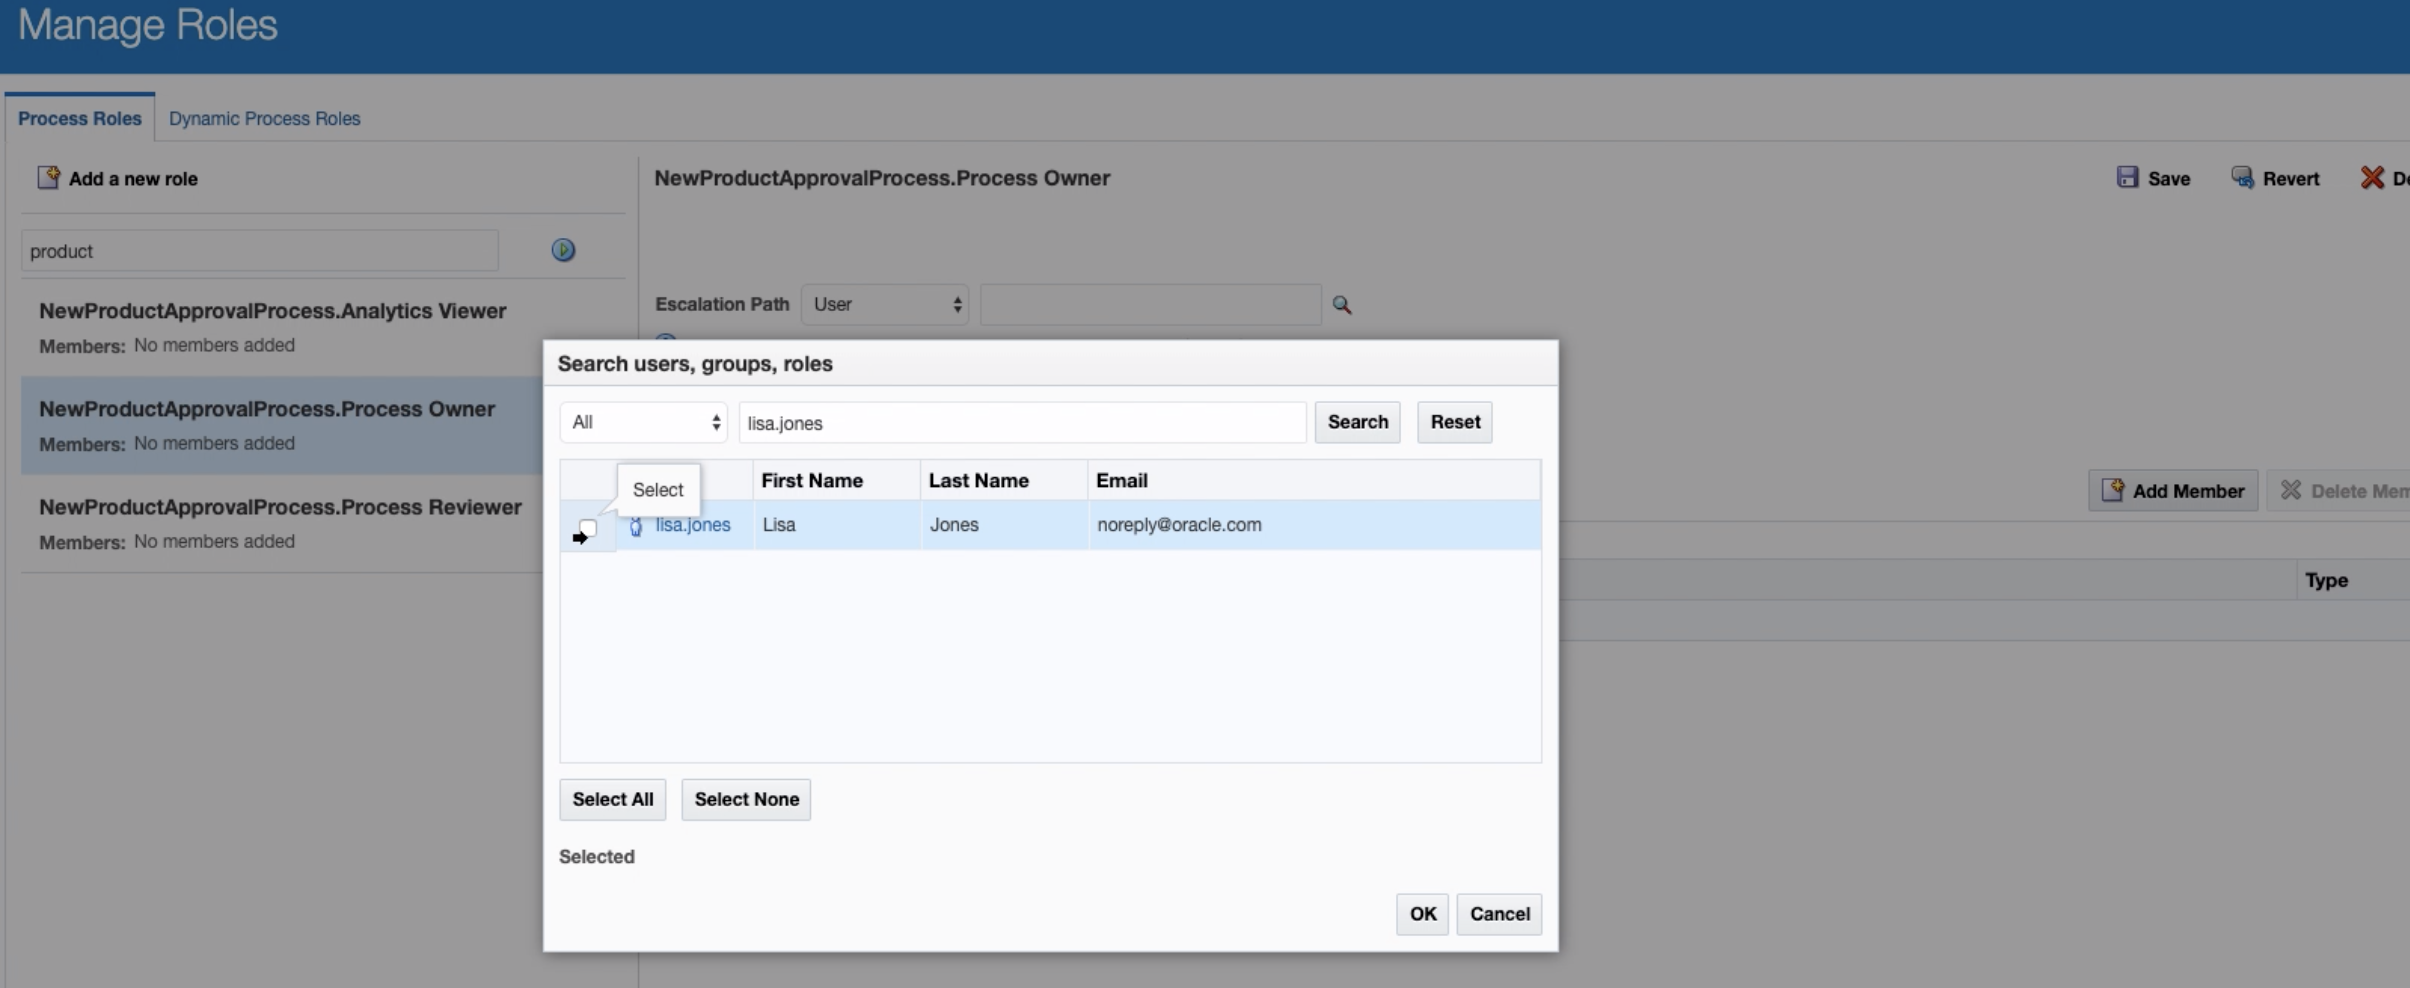 Manage Roles
Process Roles
Dynamic Process Roles
Add a new role
product
NewProductApprovalProcess.Analytics Viewer
Members: No members added
NewProductApprovalProcess.Process Owner
Members: No members added
NewProductApprovalProcess.Process Reviewer
Members: No members added
NewProductApprovalProcess.Process Owner
Save
Revert
De
Escalation Path
User
Search users, groups, roles
All
lisa.jones
Search
Reset
Select
First Name
Last Name
Email
lisa.jones
Lisa
Jones
noreply@oracle.com
Select All
Select None
Selected
OK
Cancel
Add Member
Delete Mem
Type